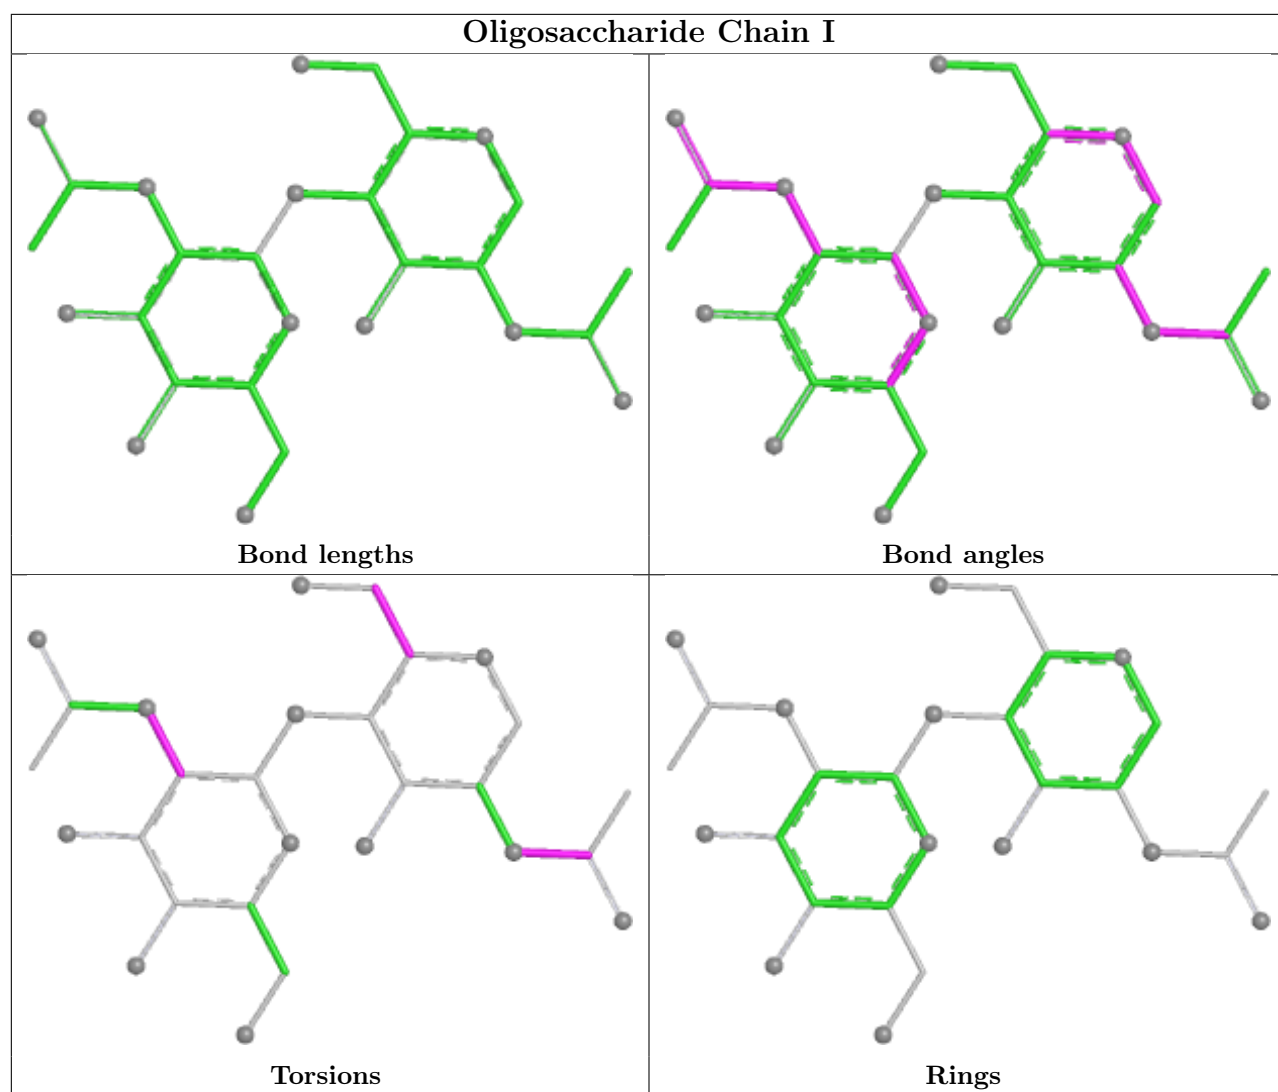 Oligosaccharide Chain I
Bond lengths
Bond angles
Torsions
Rings